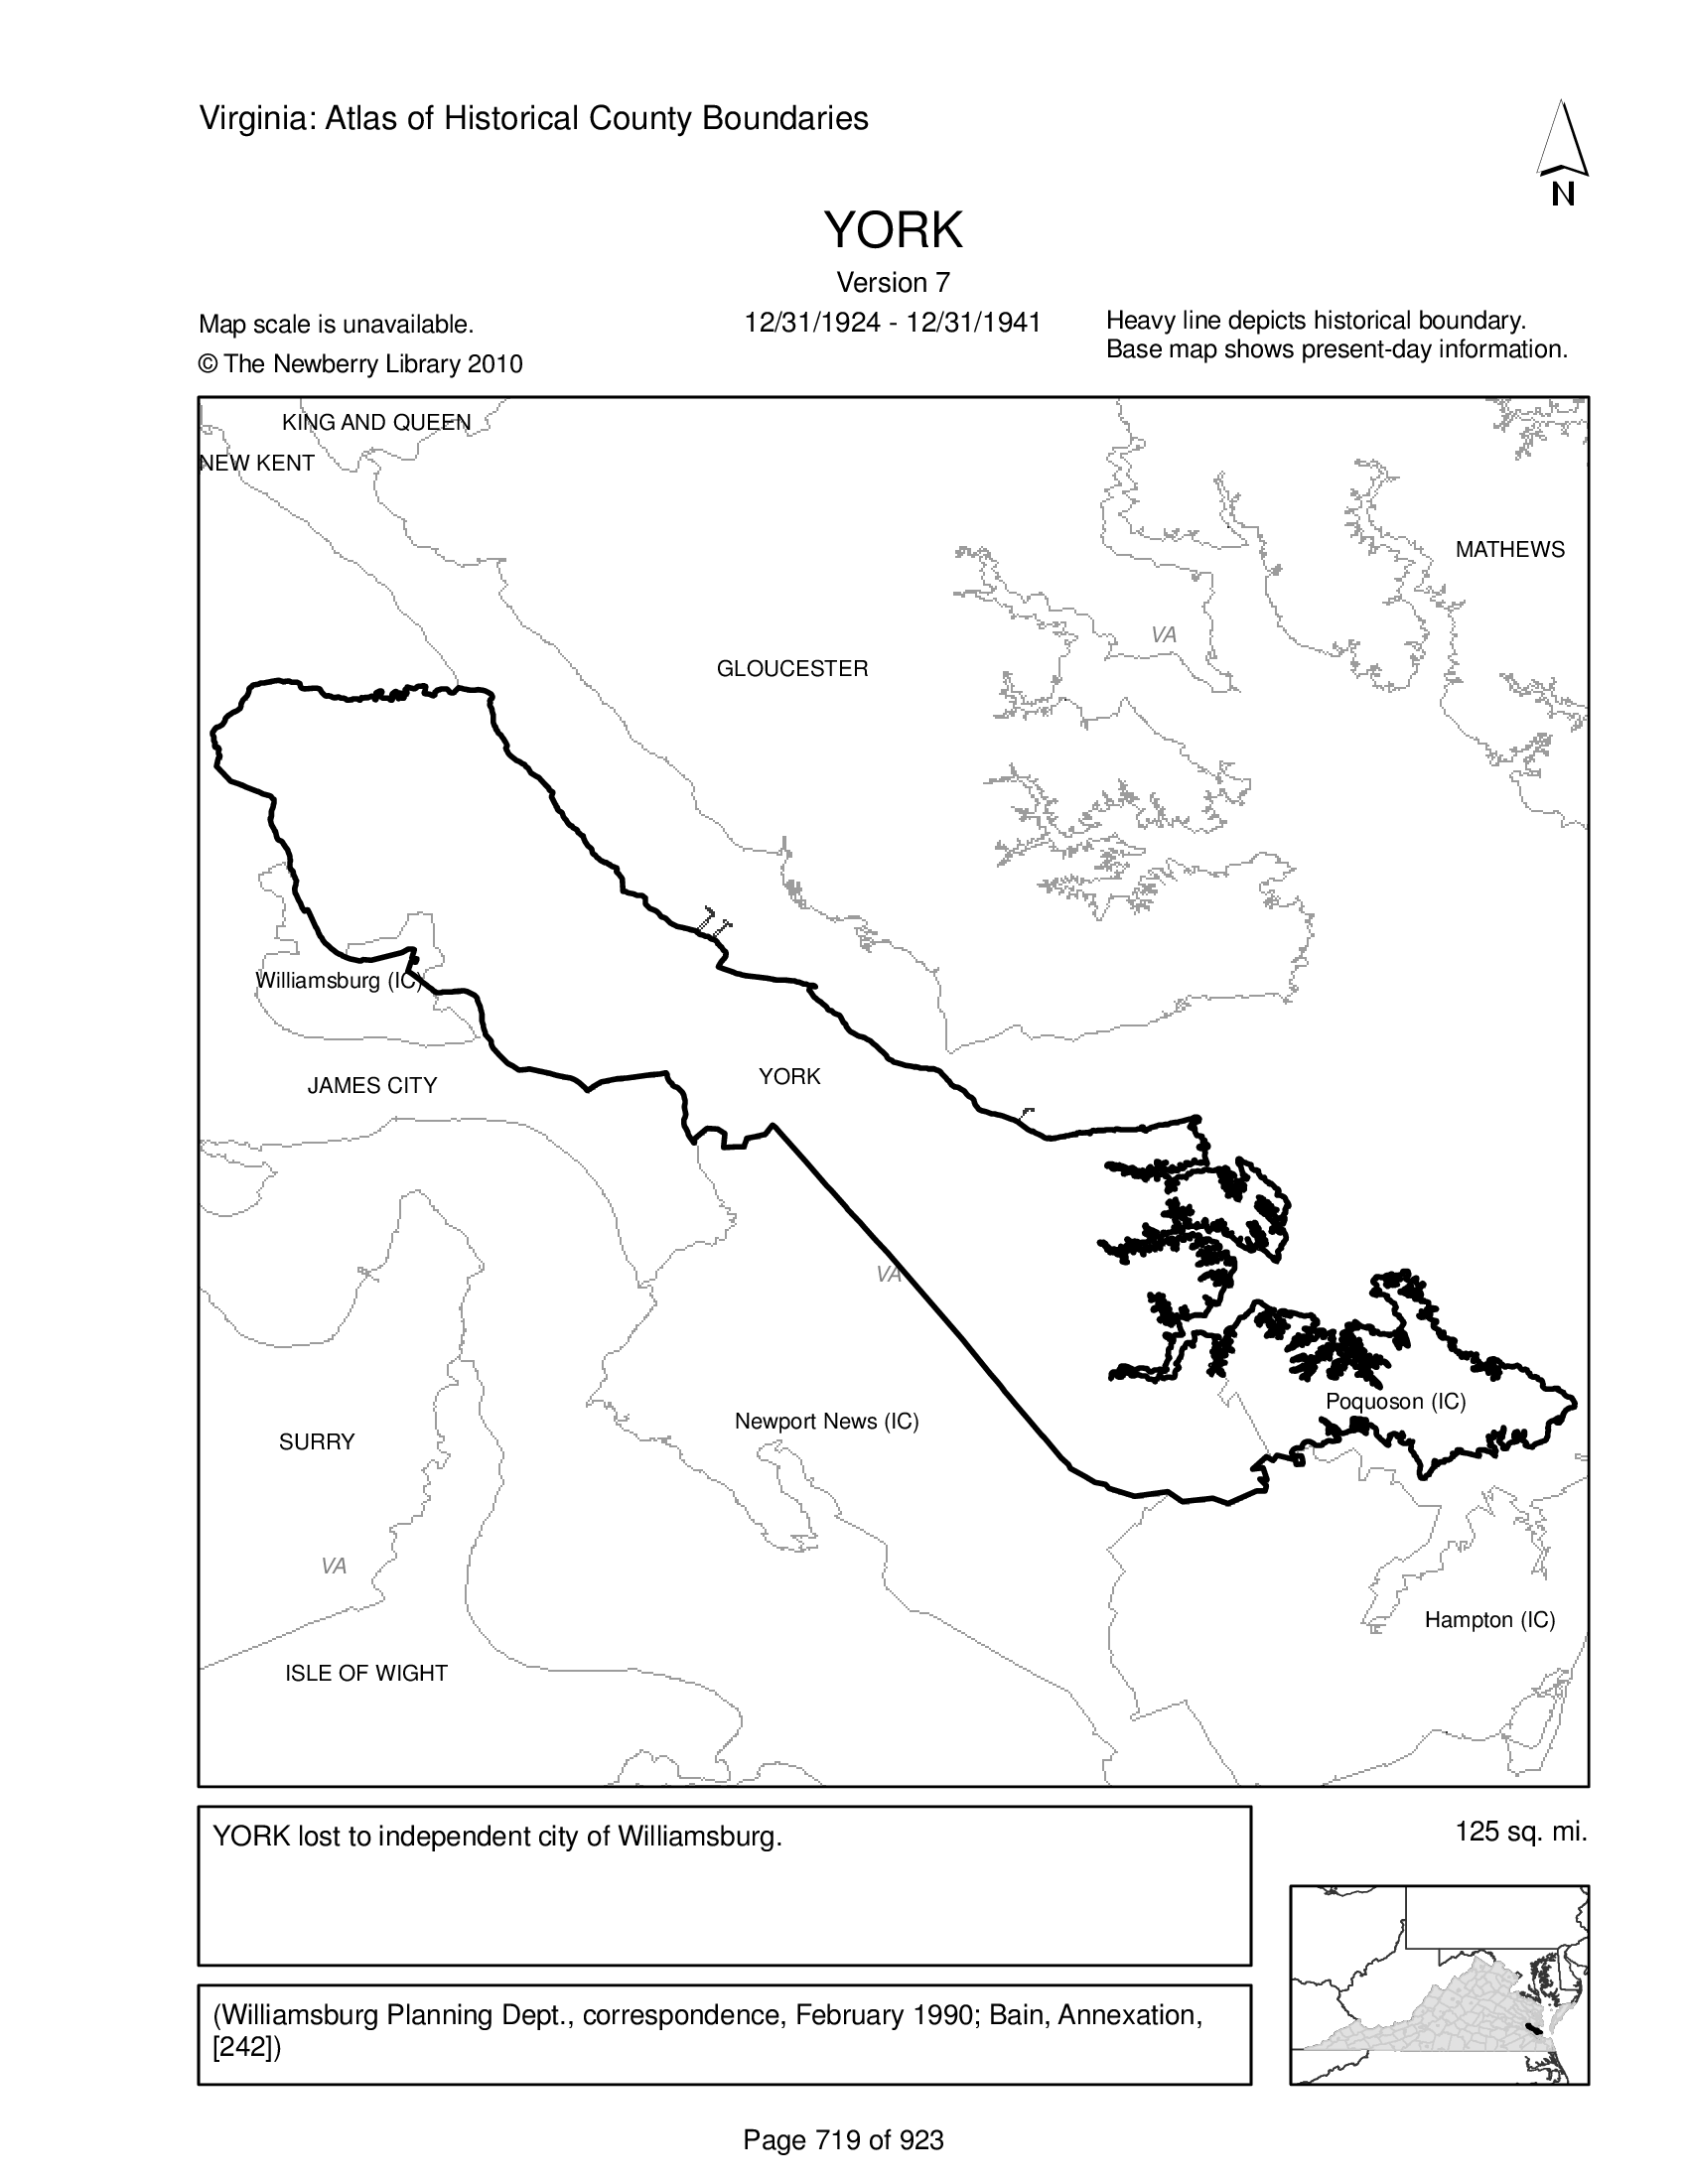 Virginia: Atlas of Historical County Boundaries
N
YORK
Version 7
12/31/1924 - 12/31/1941
Map scale is unavailable.
© The Newberry Library 2010
Heavy line depicts historical boundary.
Base map shows present-day information.
KING AND QUEEN
NEW KENT
MATHEWS
VA
GLOUCESTER
Williamsburg (IC)
YORK
JAMES CITY
VA
Poquoson (IC)
Newport News (IC)
SURRY
VA
Hampton (IC)
ISLE OF WIGHT
YORK lost to independent city of Williamsburg.
125 sq. mi.
(Williamsburg Planning Dept., correspondence, February 1990; Bain, Annexation,
[242])
Page 719 of 923